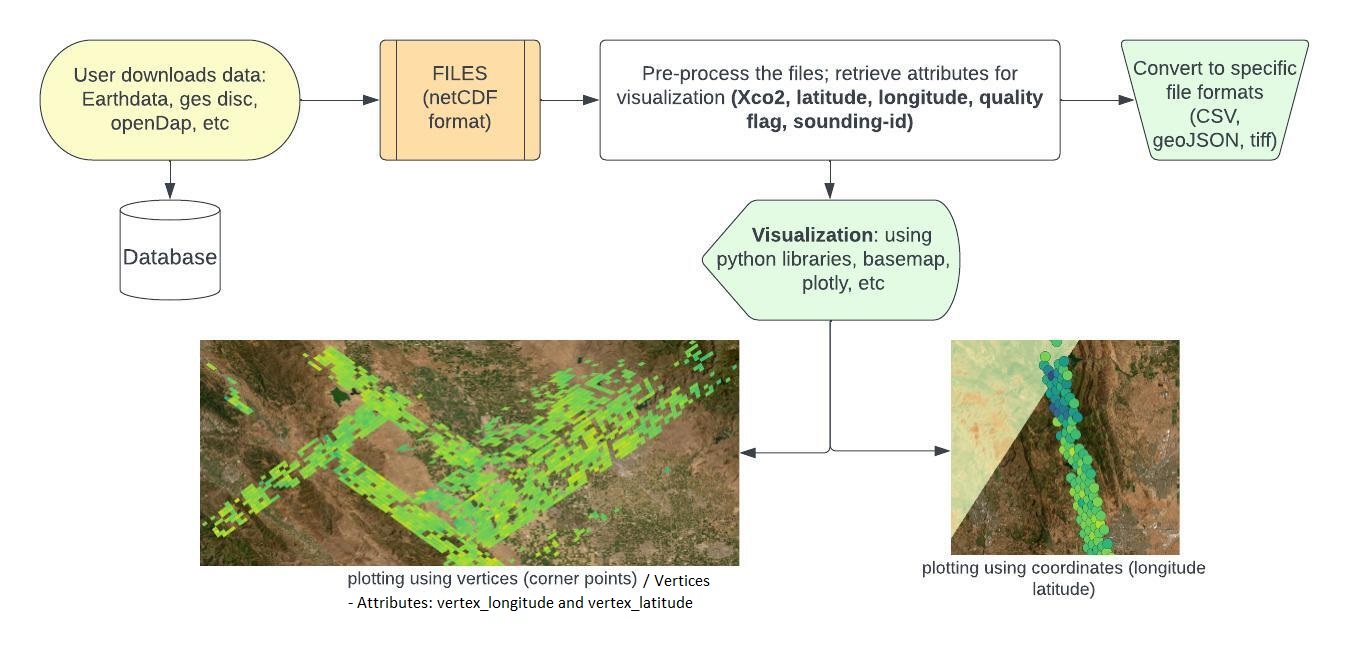 User downloads data:
Earthdata, ges disc,
openDap, etc
FILES
(netCDF
format)
Pre-process the files; retrieve attributes for
visualization (Xco2, latitude, longitude, quality
flag, sounding-id)
Convert to specific
file formats
(CSV,
geoJSON, tiff)
Database
Visualization: using
python libraries, basemap,
plotly, etc
plotting using vertices (corner points) / Vertices
- Attributes: vertex_longitude and vertex_latitude
plotting using coordinates (longitude
latitude)